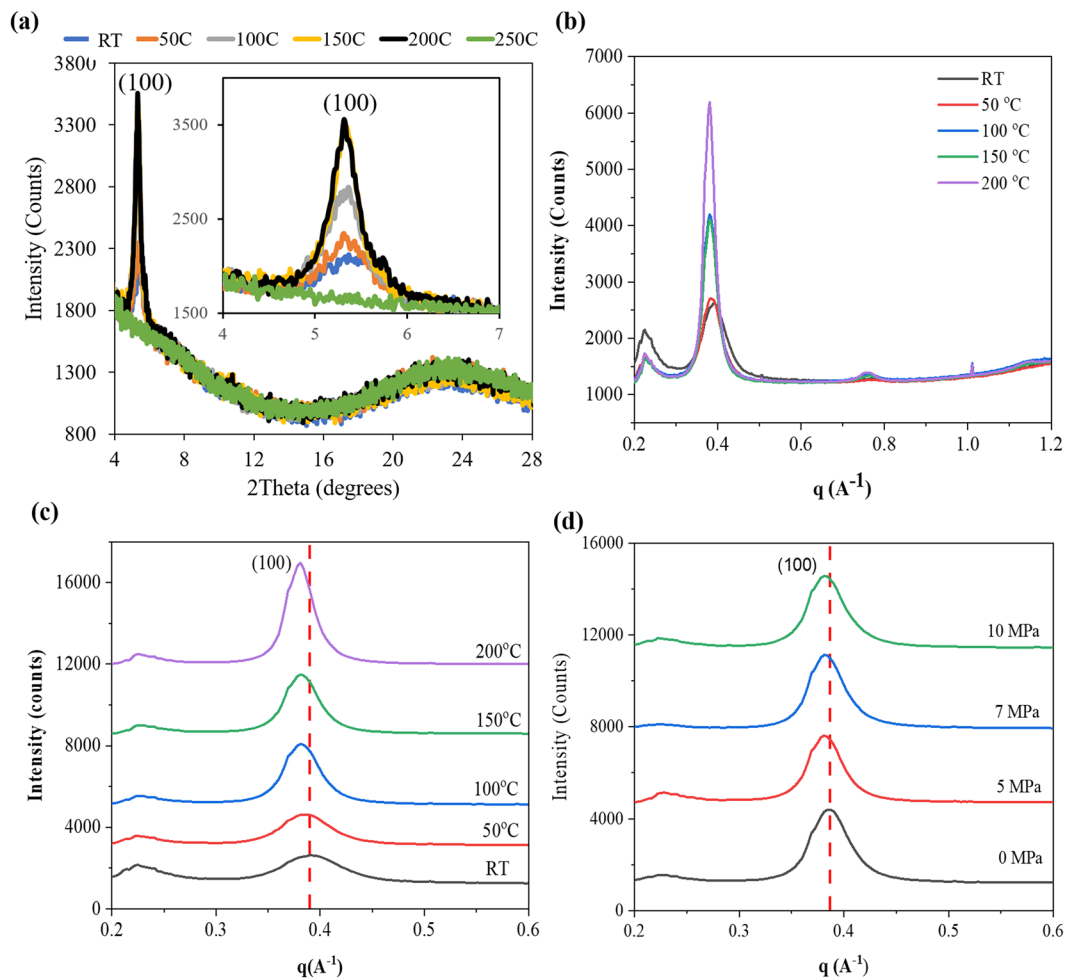 (a)
RT 50C 100C 150C 200C 250C
3800
3300
2800
2300
1800
1300
800
Intensity (Counts)
(100)
4 8 12 16 20 24 28
2Theta (degrees)
(100)
3500
2500
1500
4 5 6 7
(b)
7000
6000
5000
4000
3000
2000
1000
Intensity (Counts)
RT
50 °C
100 °C
150 °C
200 °C
0.2 0.4 0.6 0.8 1.0 1.2
q (A-1)
(c)
16000
12000
8000
4000
0
Intensity (counts)
(100)
200°C
150°C
100°C
50°C
RT
0.2 0.3 0.4 0.5 0.6
q(A-1)
(d)
16000
12000
8000
4000
0
Intensity (Counts)
(100)
10 MPa
7 MPa
5 MPa
0 MPa
0.2 0.3 0.4 0.5 0.6
q (A-1)